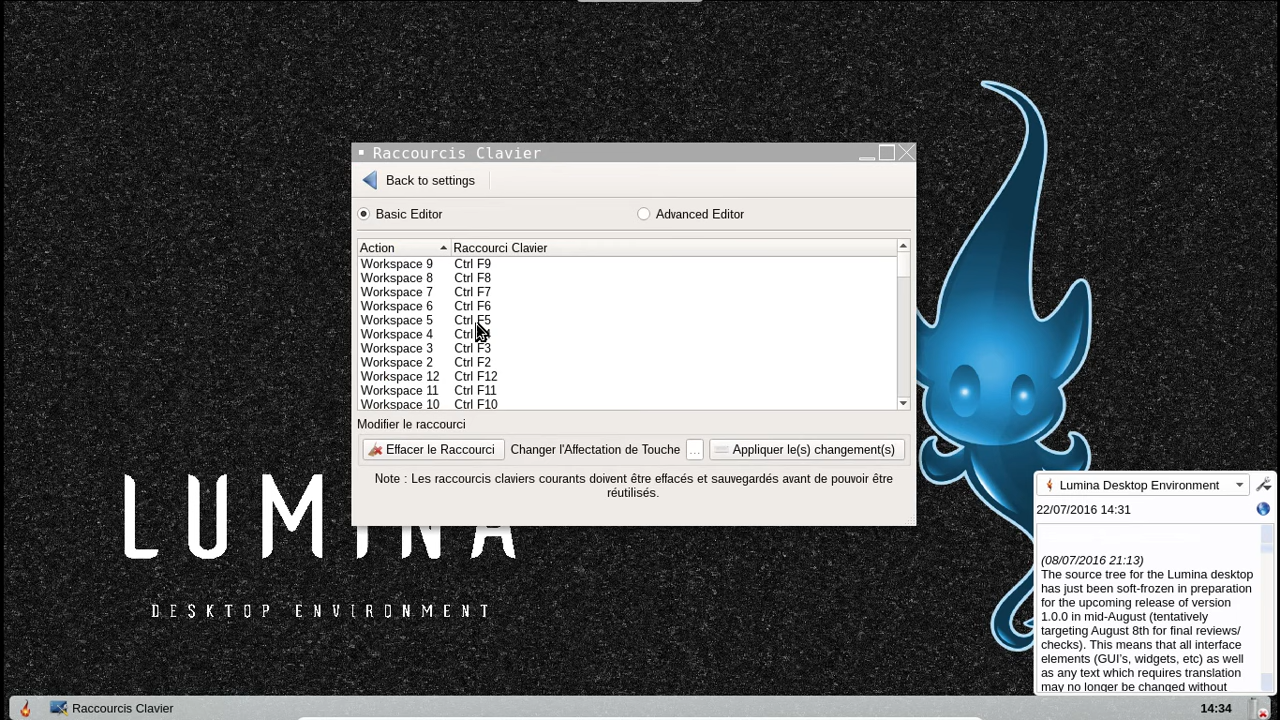 Raccourcis Clavier
Back to settings
Basic Editor
Advanced Editor
Action Raccourci Clavier
Workspace 9 Ctrl F9
Workspace 8 Ctrl F8
Workspace 7 Ctrl F7
Workspace 6 Ctrl F6
Workspace 5 Ctrl F5
Workspace 4 Ctrl
Workspace 3 Ctrl F3
Workspace 2 Ctrl F2
Workspace 12 Ctrl F12
Workspace 11 Ctrl F11
Workspace 10 Ctrl F10
Modifier le raccourci
Effacer le Raccourci Changer l'Affectation de Touche ... Appliquer le(s) changement(s)
Note : Les raccourcis claviers courants doivent être effacés et sauvegardés avant de pouvoir être
réutilisés.
LUMINA
DESKTOP ENVIRONMENT
Lumina Desktop Environment
22/07/2016 14:31
(08/07/2016 21:13)
The source tree for the Lumina desktop
has just been soft-frozen in preparation
for the upcoming release of version
1.0.0 in mid-August (tentatively
targeting August 8th for final reviews/
checks). This means that all interface
elements (GUI's, widgets, etc) as well
as any text which requires translation
may no longer be changed without
Raccourcis Clavier
14:34